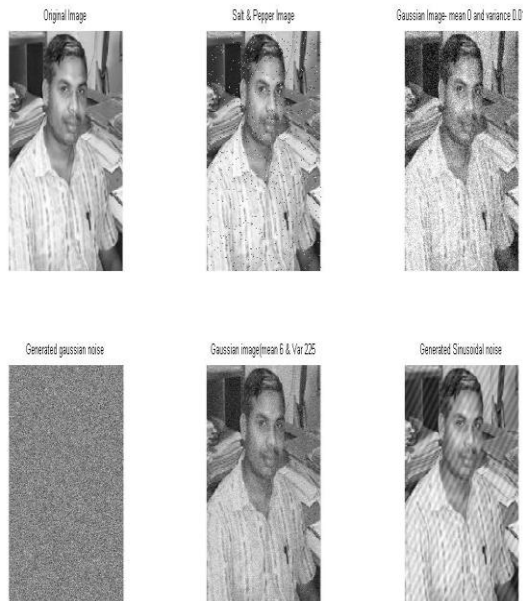 Original Image
Salt & Pepper Image
Gaussian Image- mean 0 and variance 0.0
Generated gaussian noise
Gaussian image(mean 6 & Var 225
Generated Sinusoidal noise